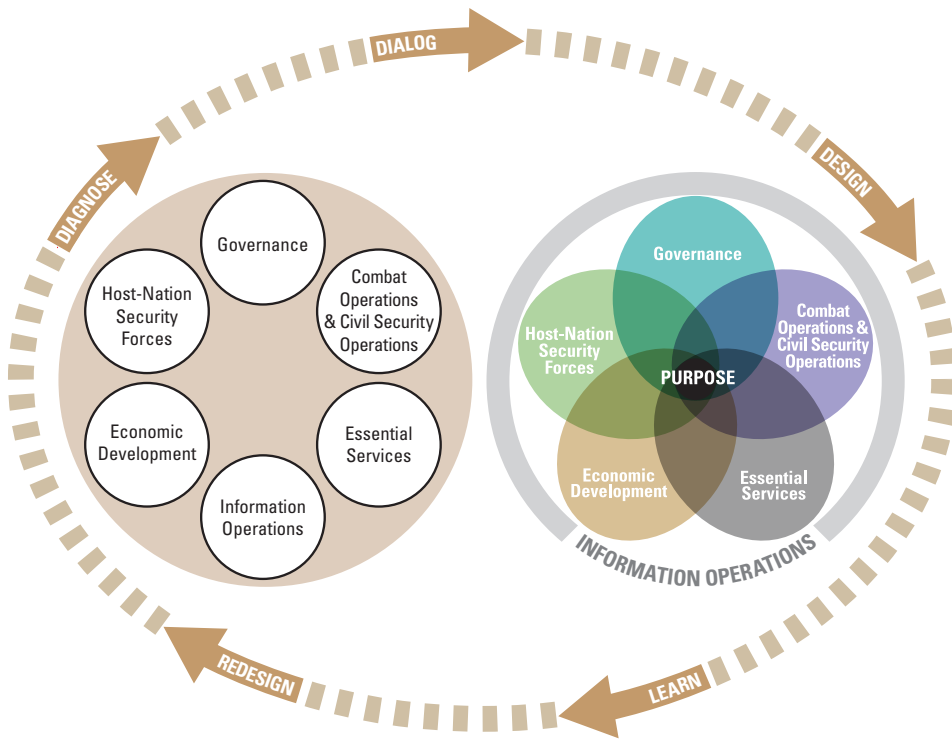 DIALOG
DIAGNOSE
DESIGN
Governance
Host-Nation
Security
Forces
Combat
Operations
& Civil Security
Operations
Economic
Development
Essential
Services
Information
Operations
Governance
Host-Nation
Security
Forces
Combat
Operations &
Civil Security
Operations
PURPOSE
Economic
Development
Essential
Services
INFORMATION OPERATIONS
REDESIGN
LEARN